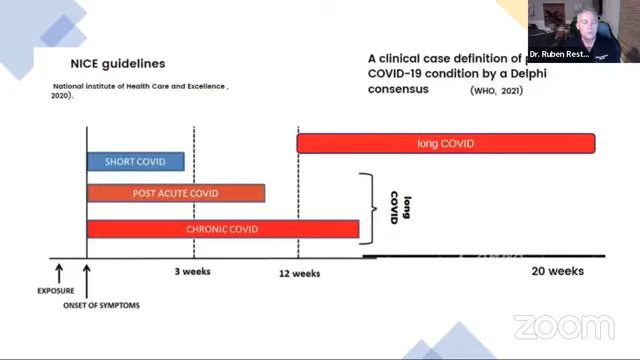 NICE guidelines
National institute of Health Care and Excellence ,
2020).
A clinical case definition of p
COVID-19 condition by a Delphi
consensus (WHO, 2021)
Dr. Ruben Rest...
long COVID
SHORT COVID
POST ACUTE COVID
CHRONIC COVID
long
COVID
3 weeks
12 weeks
20 weeks
EXPOSURE
ONSET OF SYMPTOMS
zoom